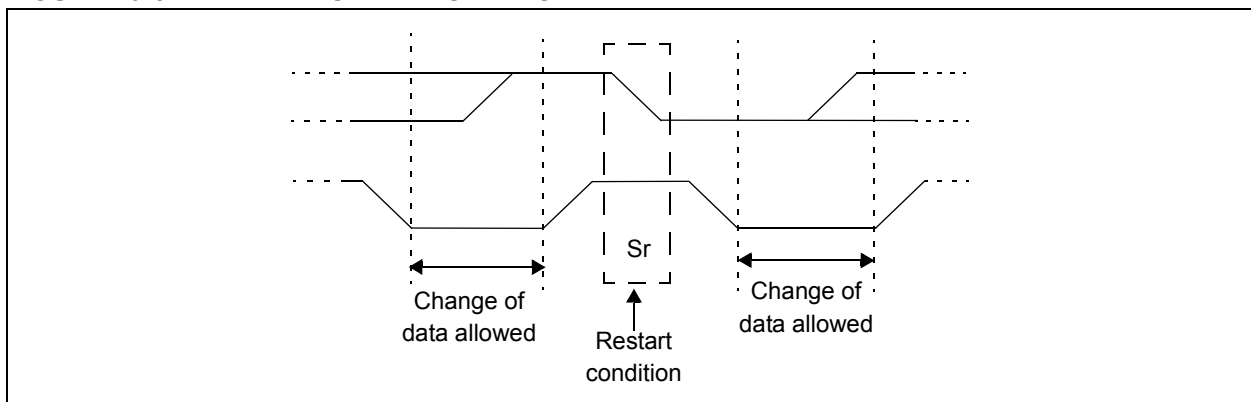 Sr
Change of
data allowed
Restart
condition
Change of
data allowed